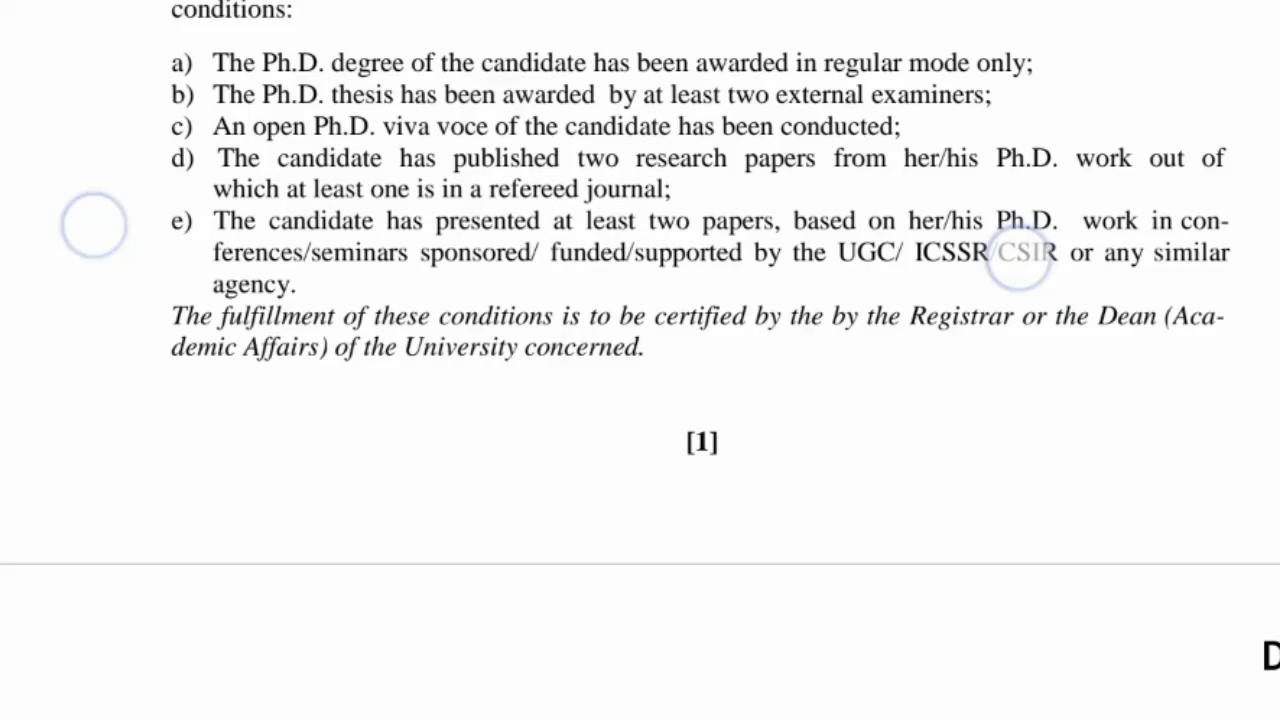 conditions:
a) The Ph.D. degree of the candidate has been awarded in regular mode only;
b) The Ph.D. thesis has been awarded by at least two external examiners;
c) An open Ph.D. viva voce of the candidate has been conducted;
d) The candidate has published two research papers from her/his Ph.D. work out of
which at least one is in a refereed journal;
e) The candidate has presented at least two papers, based on her/his Ph.D. work in con-
ferences/seminars sponsored/ funded/supported by the UGC/ ICSSR/CSIR or any similar
agency.
The fulfillment of these conditions is to be certified by the by the Registrar or the Dean (Aca-
demic Affairs) of the University concerned.
[1]
D